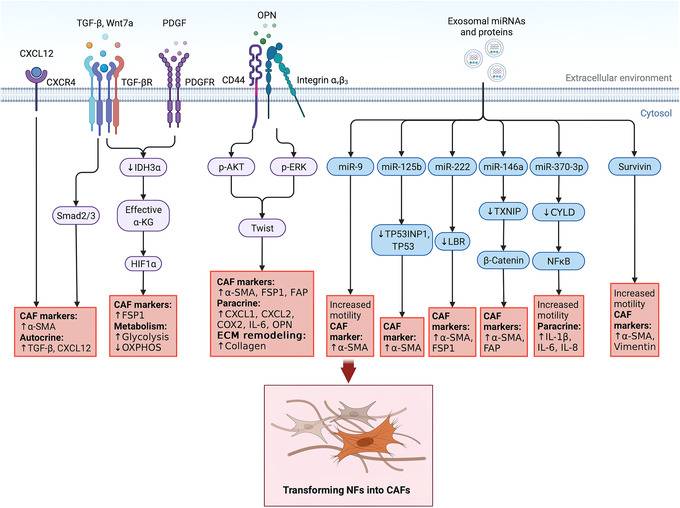 OPN
TGF-β, Wnt7a
PDGF
Exosomal miRNAs
and proteins
CXCL12
CXCR4
TGF-βR
PDGFR
CD44
Integrin αᵥβ₃
Extracellular environment
Cytosol
↓IDH3α
p-AKT
p-ERK
miR-9
miR-125b
miR-222
miR-146a
miR-370-3p
Survivin
Smad2/3
Effective
α-KG
Twist
↓TP53INP1,
TP53
↓LBR
↓TXNIP
↓CYLD
HIF1α
β-Catenin
NFκB
CAF markers:
↑α-SMA
Autocrine:
↑TGF-β, CXCL12
CAF markers:
↑FSP1
Metabolism:
↑Glycolysis
↓OXPHOS
CAF markers:
↑α-SMA, FSP1, FAP
Paracrine:
↑CXCL1, CXCL2,
COX2, IL-6, OPN
ECM remodeling:
↑Collagen
Increased
motility
CAF
marker:
↑α-SMA
CAF
markers:
↑α-SMA
CAF
markers:
↑α-SMA,
FSP1
CAF
markers:
↑α-SMA,
FAP
Increased
motility
Paracrine:
↑IL-1β,
IL-6, IL-8
Increased
motility
CAF
markers:
↑α-SMA,
Vimentin
Transforming NFs into CAFs